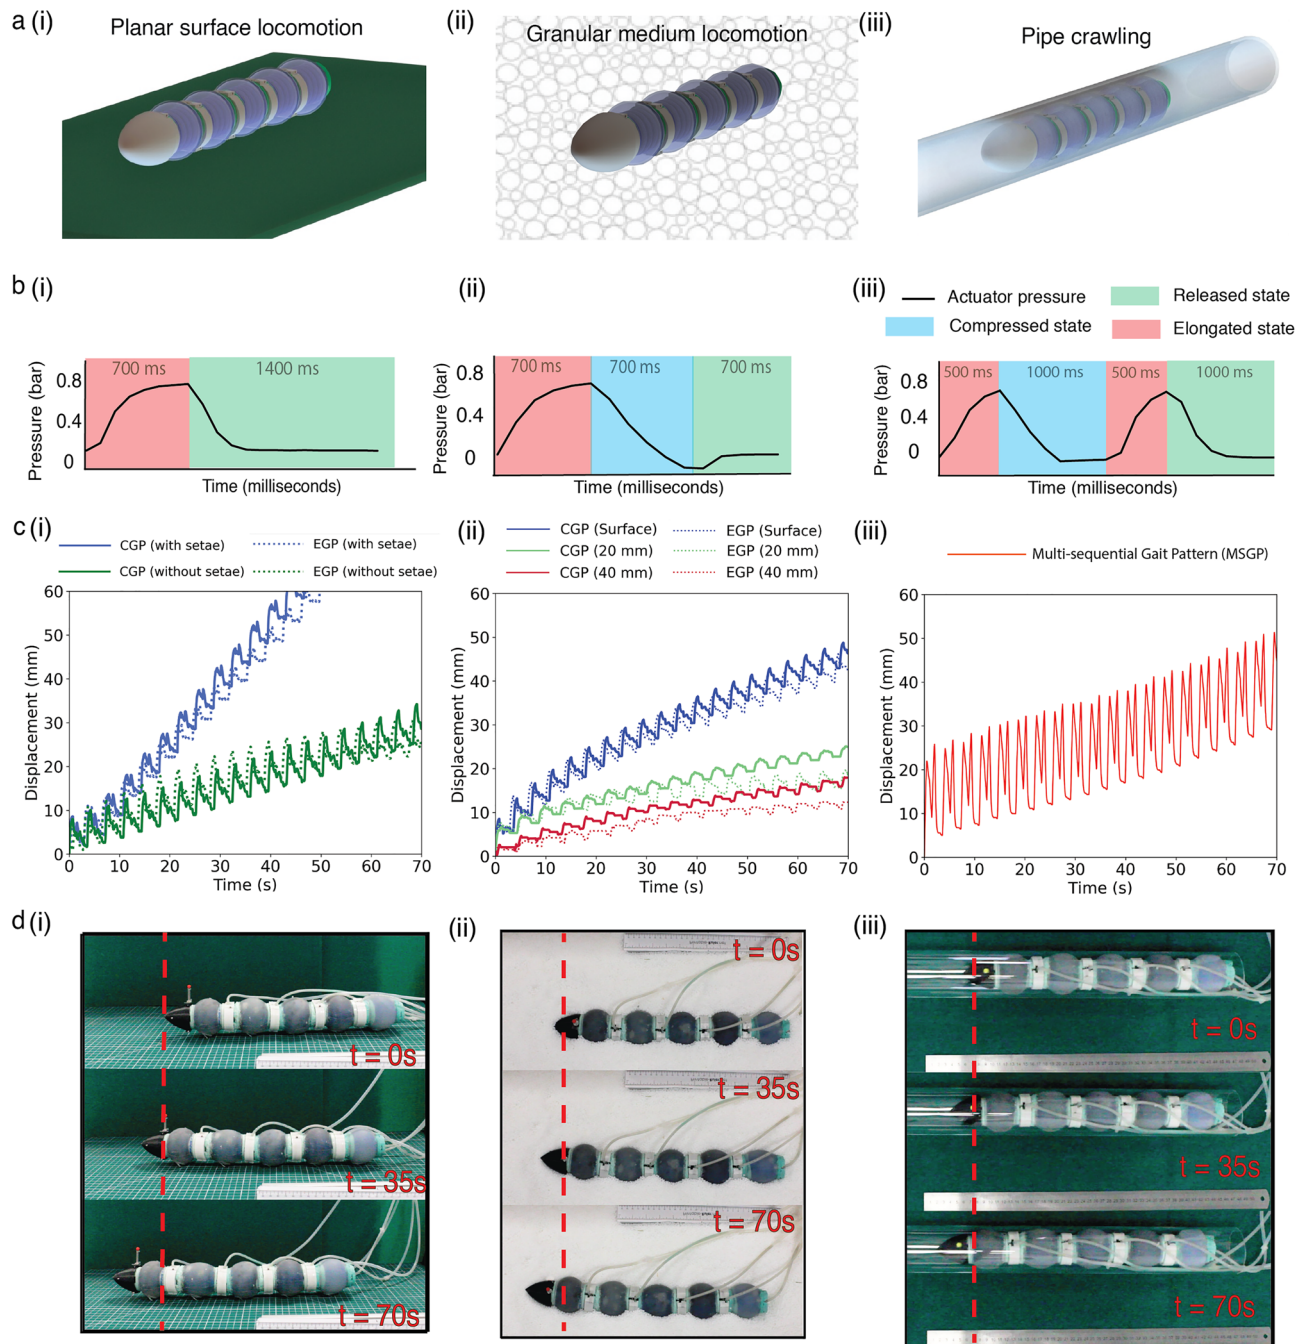 a (i)
Planar surface locomotion
(ii)
Granular medium locomotion
(iii)
Pipe crawling
b (i)
(ii)
(iii)
Actuator pressure
Released state
Compressed state
Elongated state
Pressure (bar)
0.8
0.4
0
700 ms
1400 ms
Time (milliseconds)
Pressure (bar)
0.8
0.4
0
700 ms
700 ms
700 ms
Time (milliseconds)
Pressure (bar)
0.8
0.4
0
500 ms
1000 ms
500 ms
1000 ms
Time (milliseconds)
c (i)
CGP (with setae)
EGP (with setae)
CGP (without setae)
EGP (without setae)
Displacement (mm)
60
50
40
30
20
10
0
0 10 20 30 40 50 60 70
Time (s)
(ii)
CGP (Surface)
EGP (Surface)
CGP (20 mm)
EGP (20 mm)
CGP (40 mm)
EGP (40 mm)
Displacement (mm)
60
50
40
30
20
10
0
0 10 20 30 40 50 60 70
Time (s)
(iii)
Multi-sequential Gait Pattern (MSGP)
Displacement (mm)
60
50
40
30
20
10
0
0 10 20 30 40 50 60 70
Time (s)
d (i)
t = 0s
t = 35s
t = 70s
(ii)
t = 0s
t = 35s
t = 70s
(iii)
t = 0s
t = 35s
t = 70s